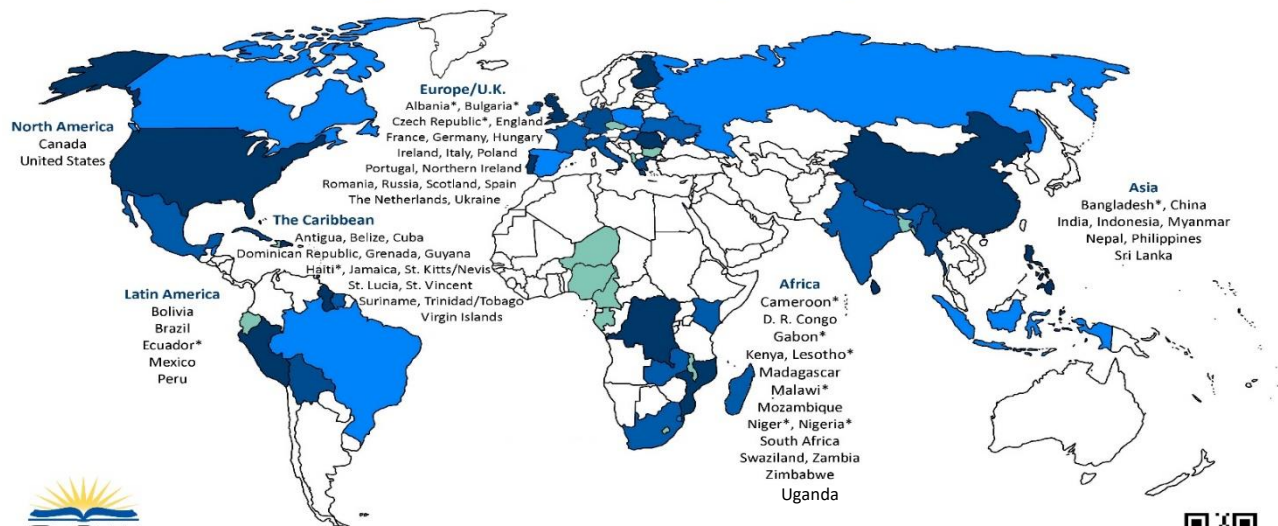 North America
Canada
United States
Europe/U.K.
Albania*, Bulgaria*
Czech Republic*, England
France, Germany, Hungary
Ireland, Italy, Poland
Portugal, Northern Ireland
Romania, Russia, Scotland, Spain
The Netherlands, Ukraine
The Caribbean
Antigua, Belize, Cuba
Dominican Republic, Grenada, Guyana
Haiti*, Jamaica, St. Kitts/Nevis
St. Lucia, St. Vincent
Suriname, Trinidad/Tobago
Virgin Islands
Latin America
Bolivia
Brazil
Ecuador*
Mexico
Peru
Africa
Cameroon*
D. R. Congo
Gabon*
Kenya, Lesotho*
Madagascar
Malawi*
Mozambique
Niger*, Nigeria*
South Africa
Swaziland, Zambia
Zimbabwe
Uganda
Asia
Bangladesh*, China
India, Indonesia, Myanmar
Nepal, Philippines
Sri Lanka